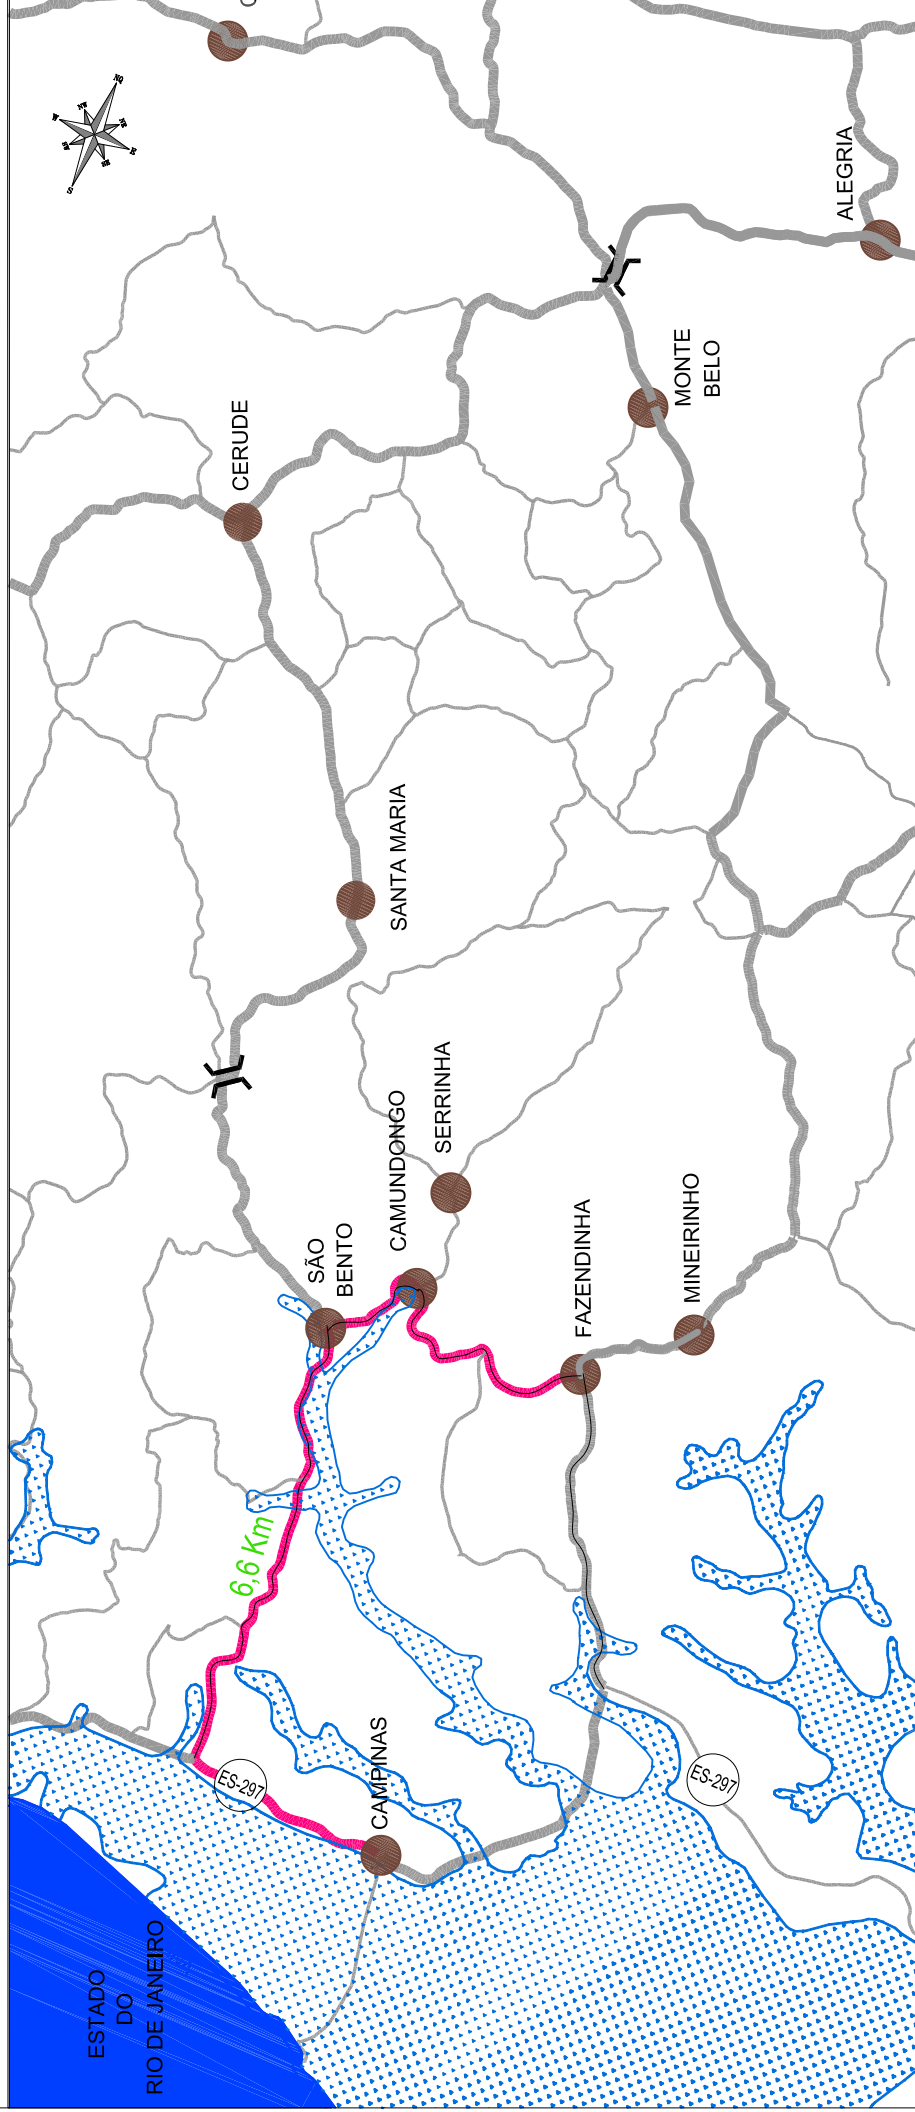 ALEGRIA
MONTE
BELO
CERUDE
SANTA MARIA
SERRINHA
CAMUNDONGO
SÃO
BENTO
FAZENDINHA
MINEIRINHO
6,6 Km
CAMPINAS
ES-297
ES-297
ESTADO
DO
RIO DE JANEIRO
S